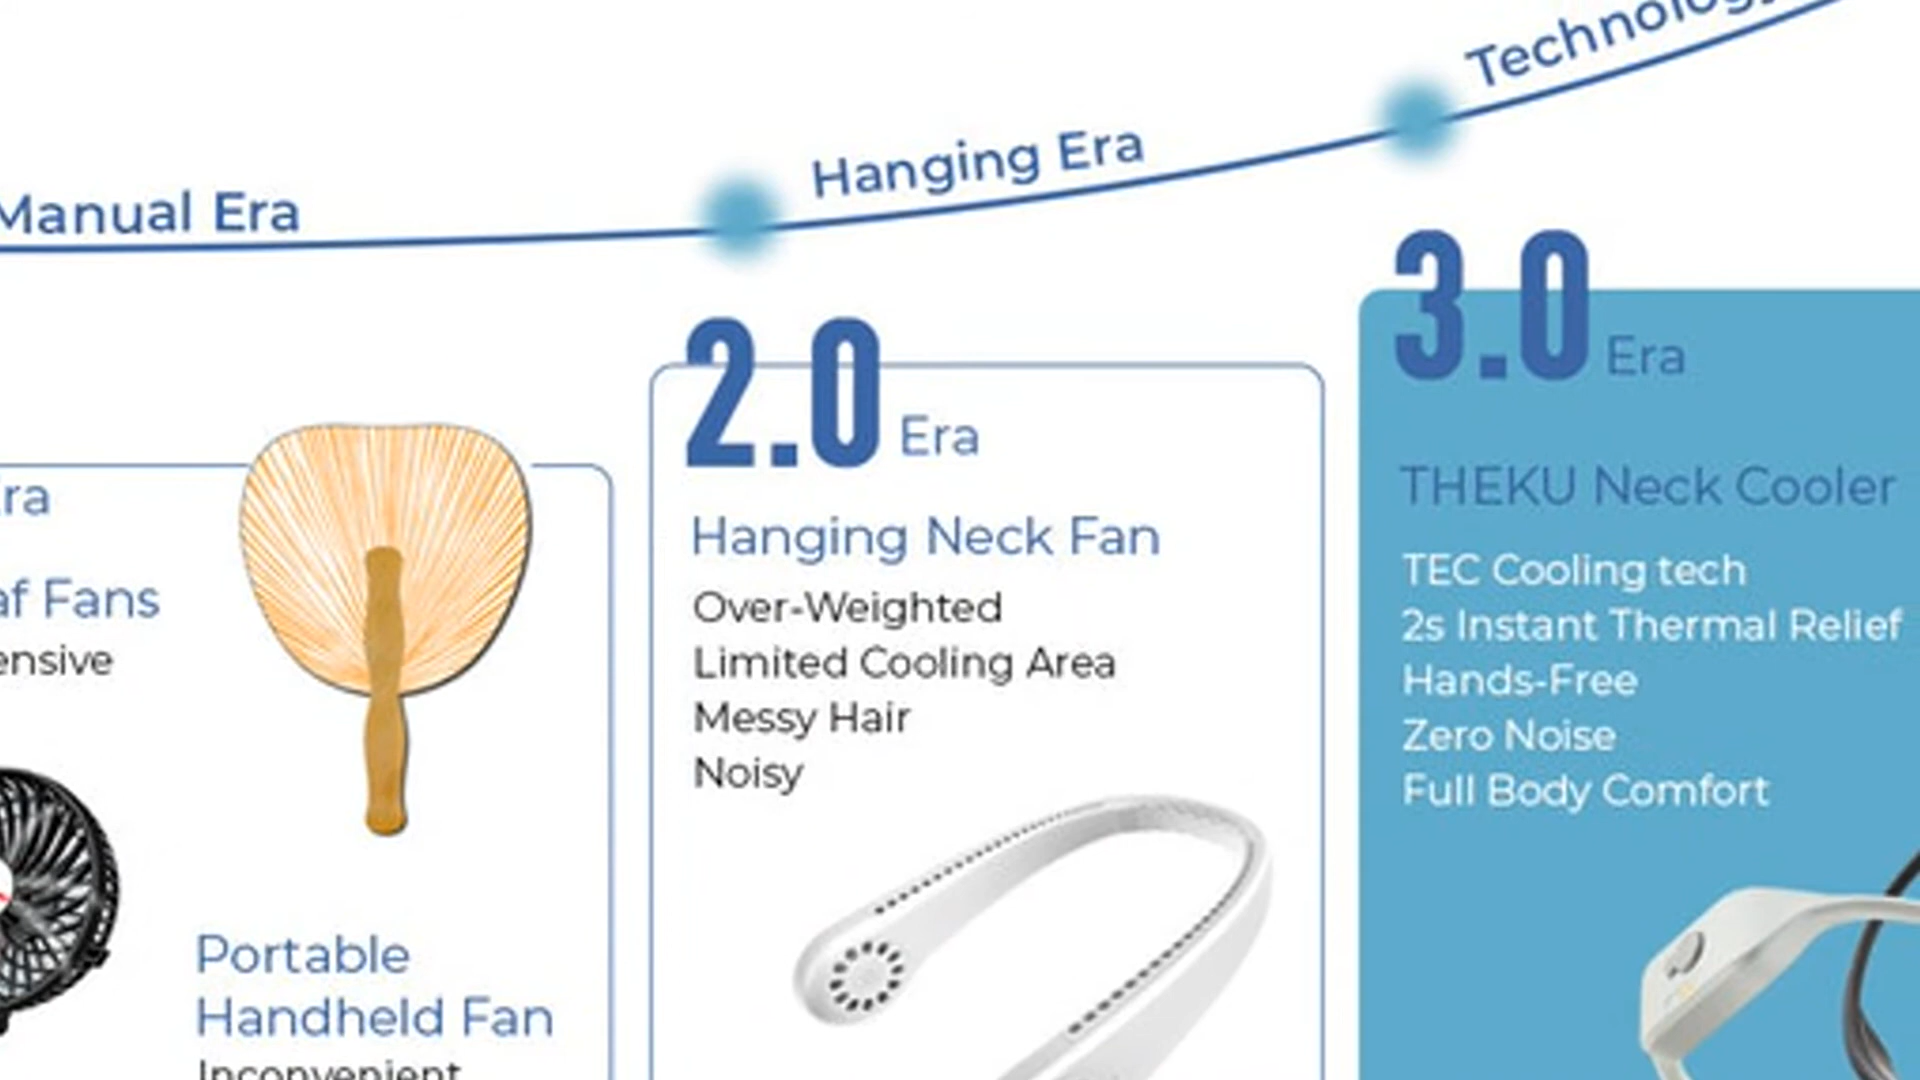 Manual Era
Hanging Era
Technology
ra
af Fans
ensive
Portable
Handheld Fan
Inconvenient
2.0 Era
Hanging Neck Fan
Over-Weighted
Limited Cooling Area
Messy Hair
Noisy
3.0 Era
THEKU Neck Cooler
TEC Cooling tech
2s Instant Thermal Relief
Hands-Free
Zero Noise
Full Body Comfort